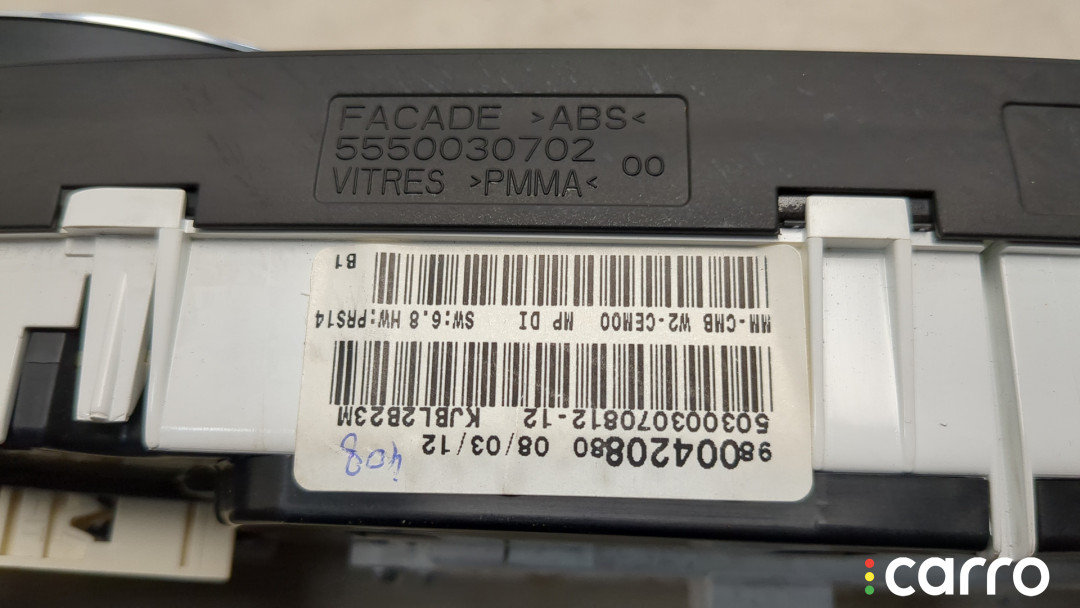 FACADE >ABS<
5550030702 00
VITRES >PMMA<
9800420880 08/03/12 408
503003070812-12 KJBL2B23M
MM-CMB W2-CEM00 MP DI SW:6.8 HW:PRS14
B1
carro